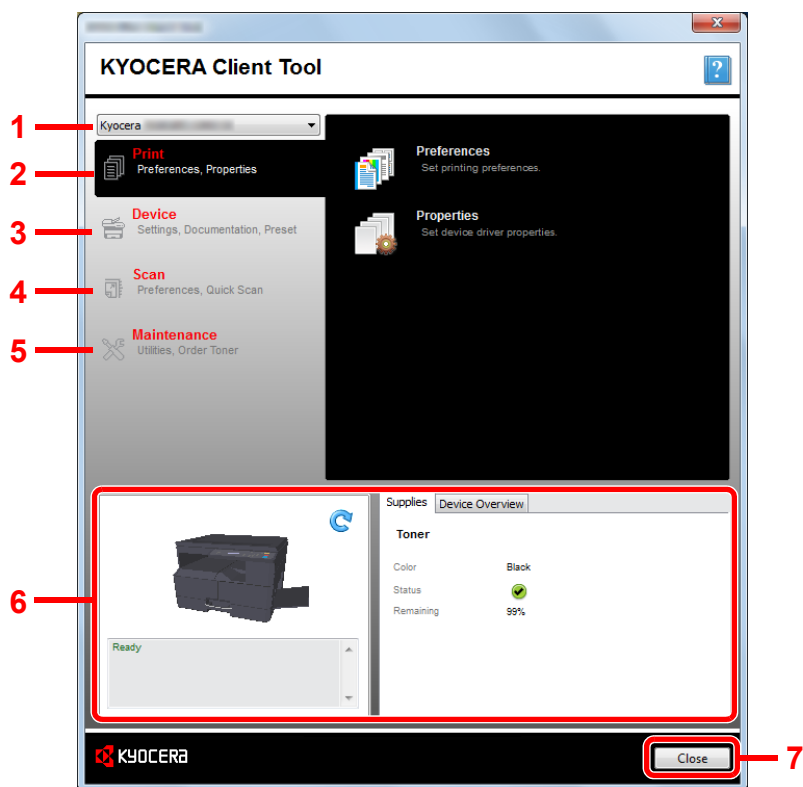 KYOCERA Client Tool
?
1
Kyocera
2
Print
Preferences, Properties
Preferences
Set printing preferences.
3
Device
Settings, Documentation, Preset
Properties
Set device driver properties.
4
Scan
Preferences, Quick Scan
5
Maintenance
Utilities, Order Toner
6
Ready
Supplies
Device Overview
Toner
Color Black
Status
Remaining 99%
KYOCERA
Close
7